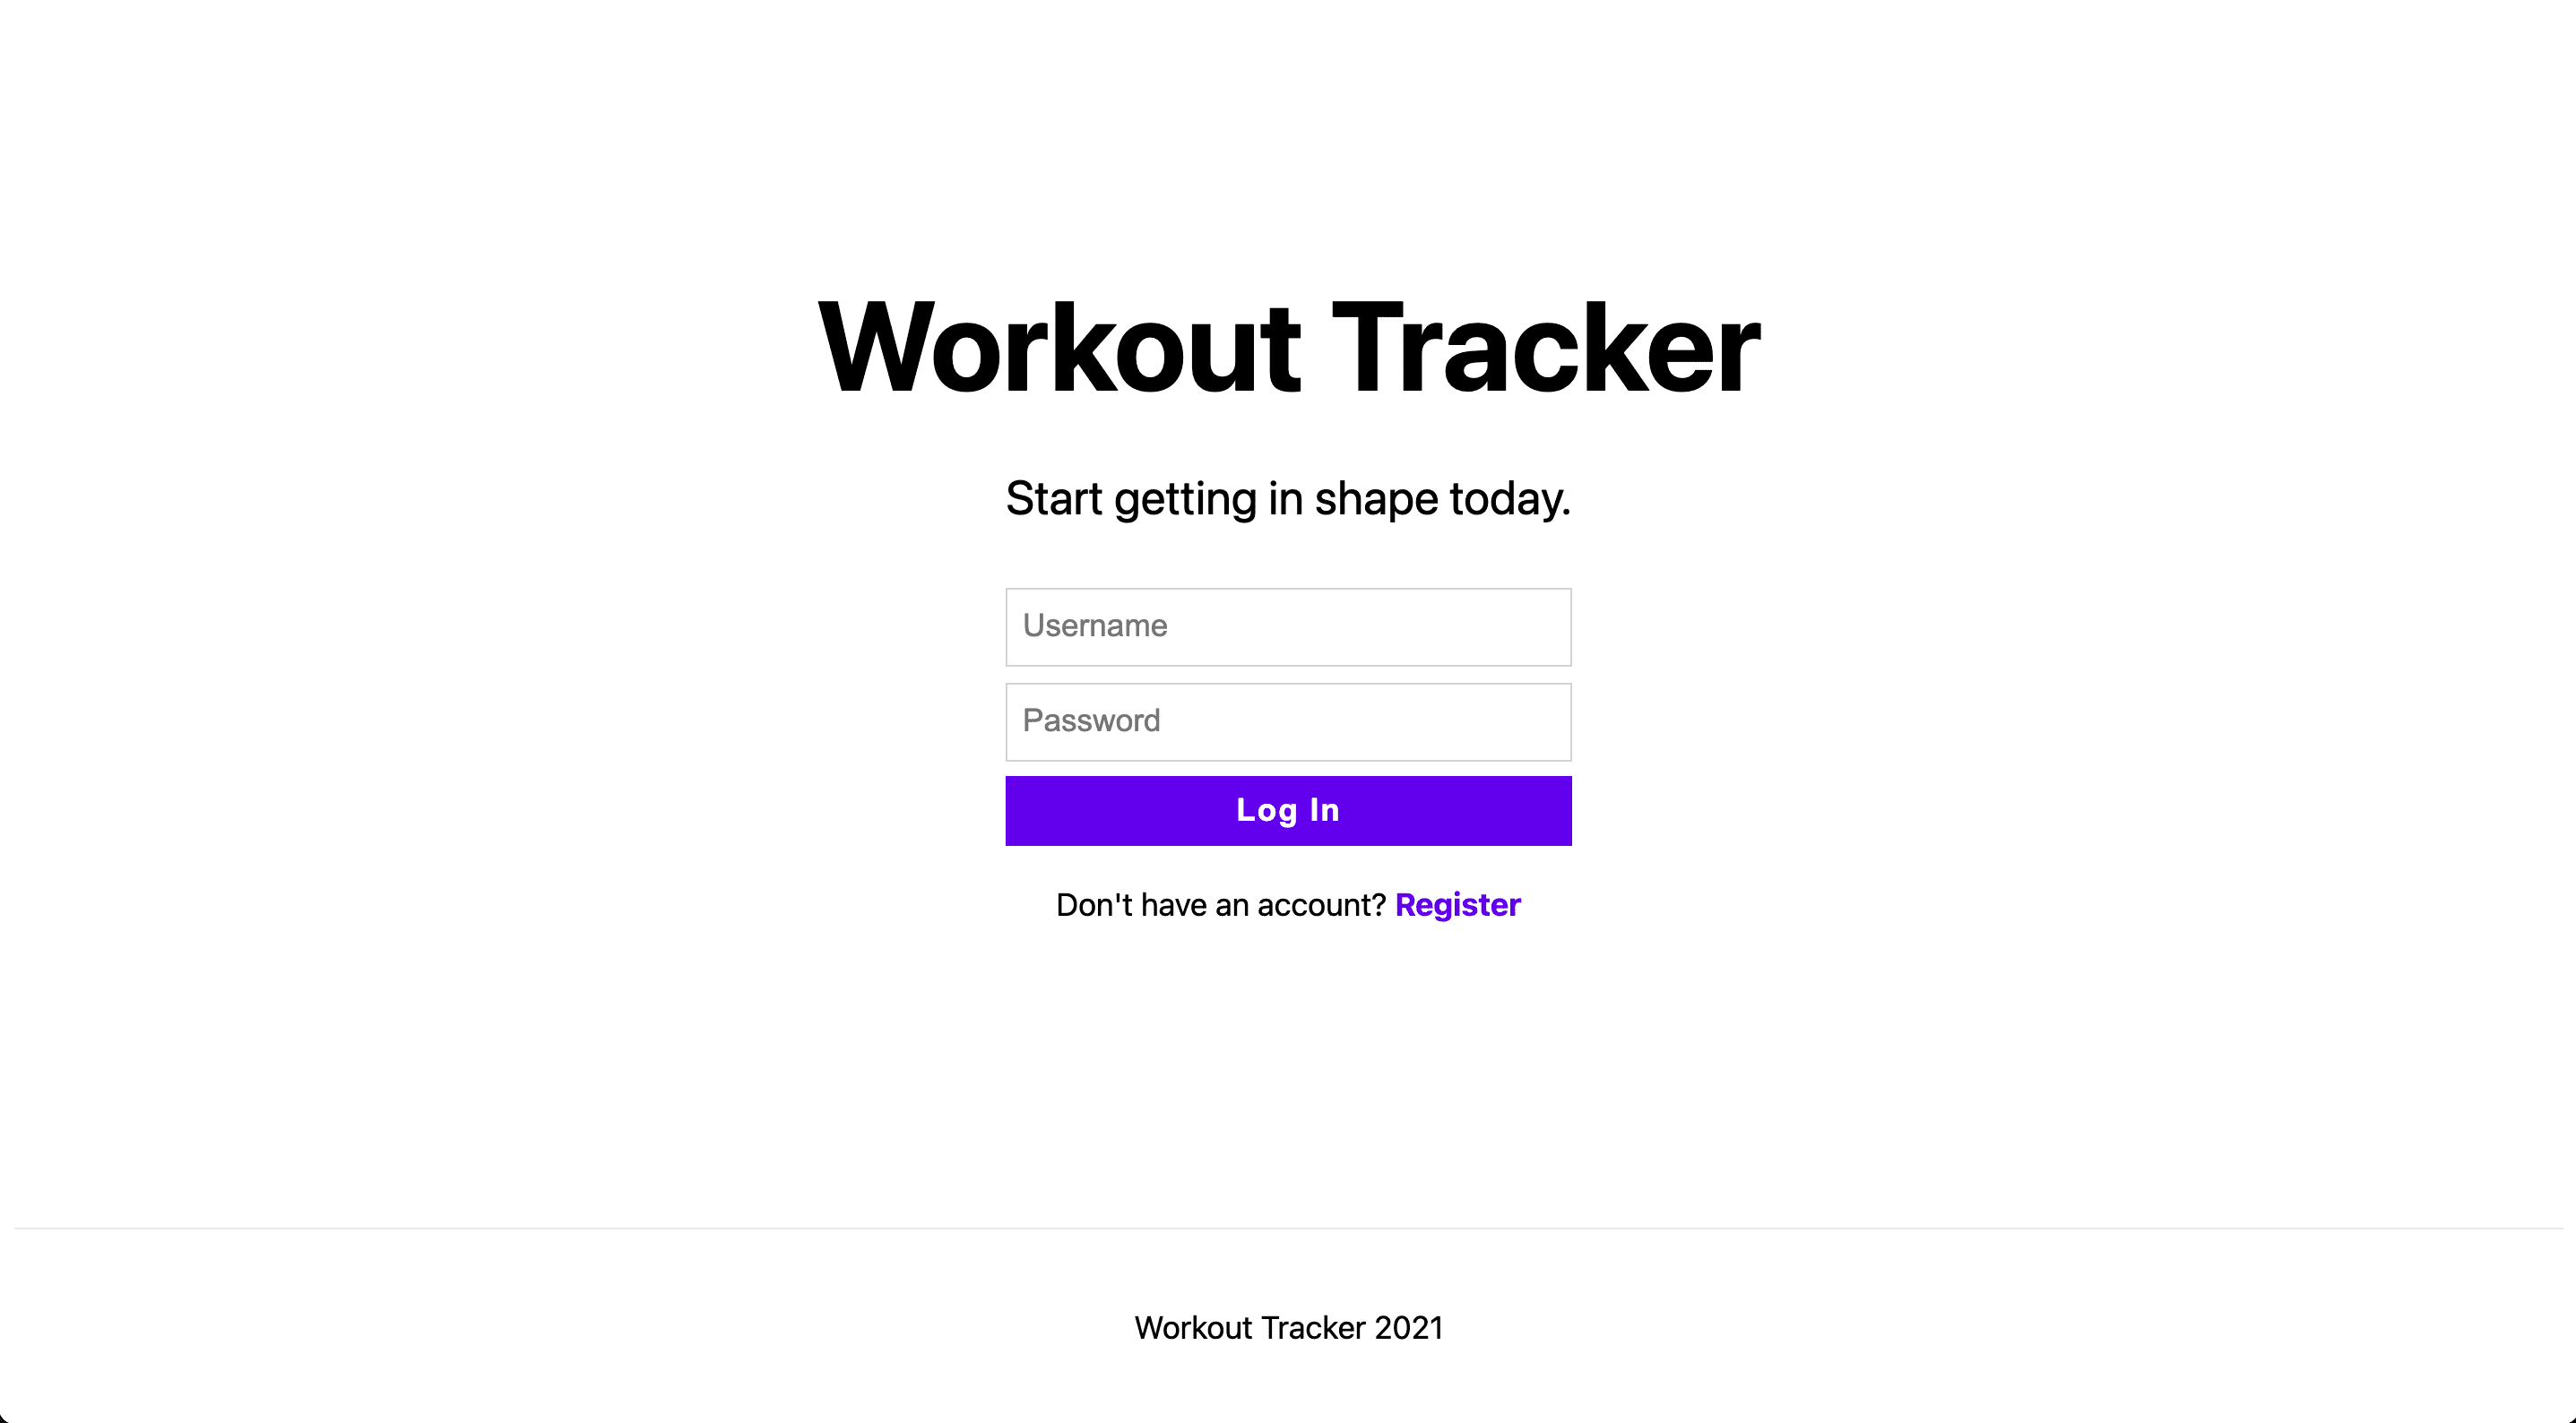 Workout Tracker
Start getting in shape today.
Username
Password
Log In
Don't have an account? Register
Workout Tracker 2021